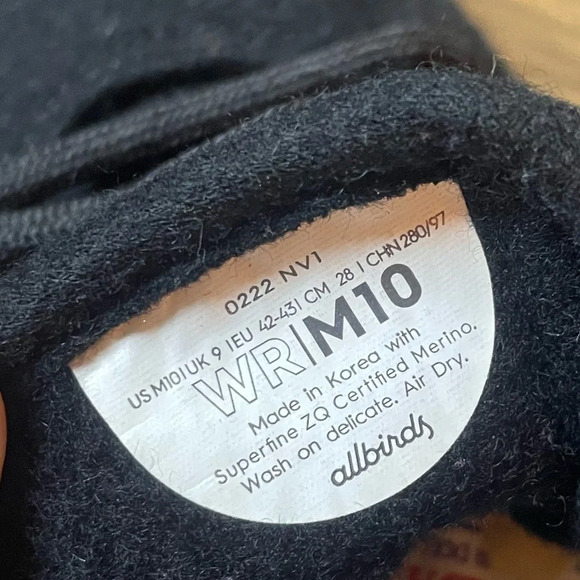 0222 NV1
US M10 | UK 9 | EU 42-43 | CM 28 | CHN 280/97
WR|M10
Made in Korea with
Superfine ZQ Certified Merino.
Wash on delicate. Air Dry.
allbirds